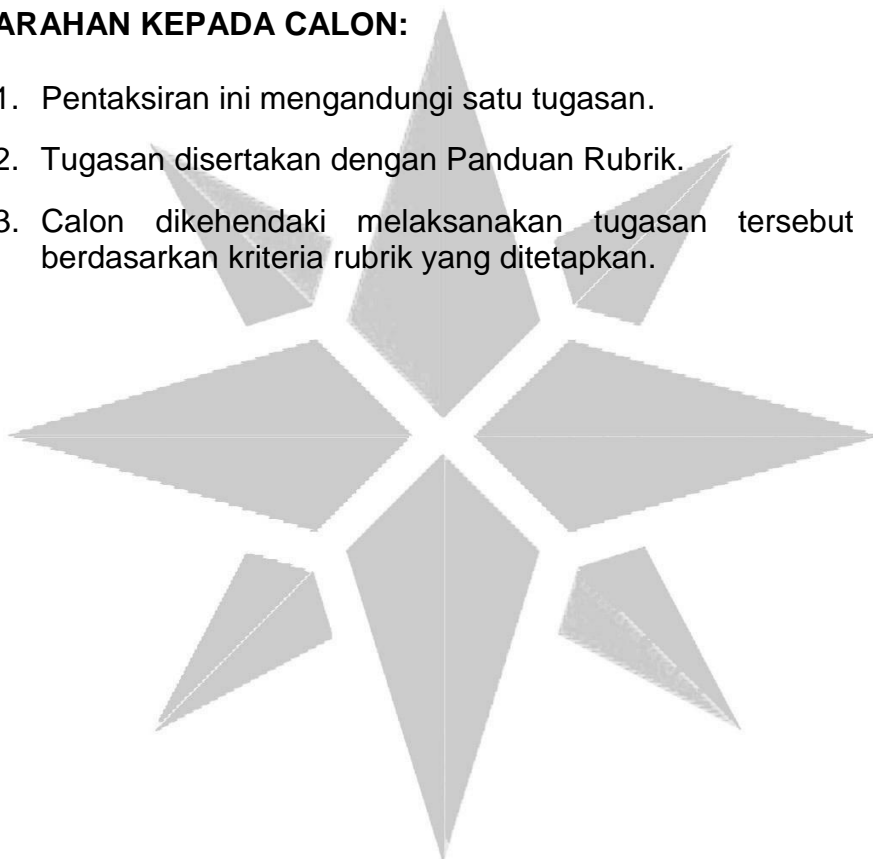 ARAHAN KEPADA CALON:
1. Pentaksiran ini mengandungi satu tugasan.
2. Tugasan disertakan dengan Panduan Rubrik.
3. Calon dikehendaki melaksanakan tugasan tersebut
berdasarkan kriteria rubrik yang ditetapkan.